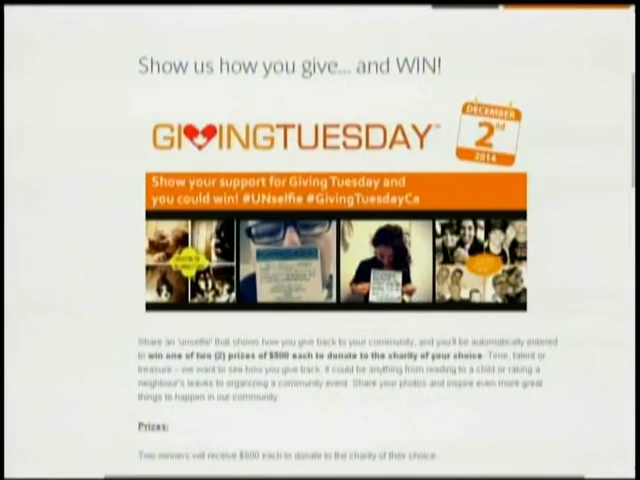 Show us how you give... and WIN!
GIVINGTUESDAY™
DECEMBER
2nd
2014
Show your support for Giving Tuesday and
you could win! #UNselfie #GivingTuesdayCa
Share an 'unselfie' that shows how you give back to your community, and you'll be automatically entered
to win one of two (2) prizes of $500 each to donate to the charity of your choice. Time, talent or
treasure – we want to see how you give back. It could be anything from reading to a child or raking a
neighbour's leaves to organizing a community event. Share your photos and inspire even more great
things to happen in our community.
Prizes:
Two winners will receive $500 each to donate to the charity of their choice.